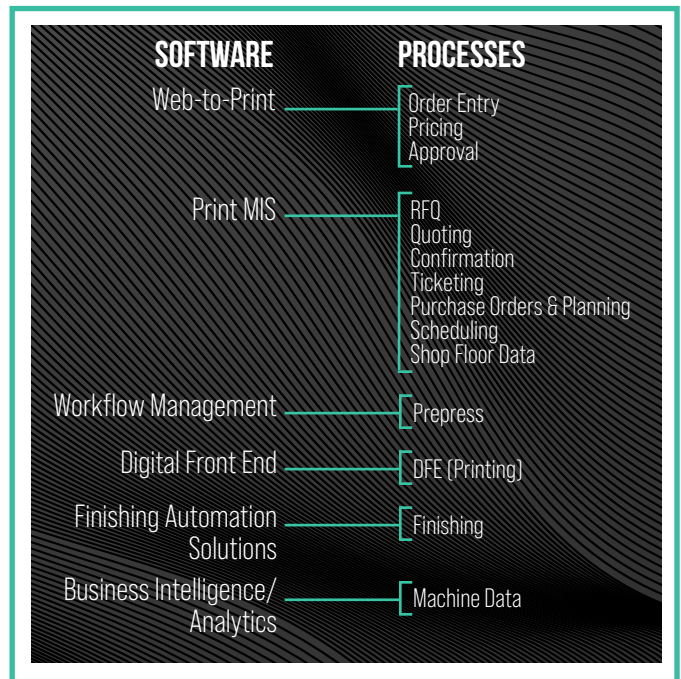 SOFTWARE PROCESSES
Web-to-Print
Order Entry
Pricing
Approval
Print MIS
RFQ
Quoting
Confirmation
Ticketing
Purchase Orders & Planning
Scheduling
Shop Floor Data
Workflow Management
Prepress
Digital Front End
DFE (Printing)
Finishing Automation
Solutions
Finishing
Business Intelligence/
Analytics
Machine Data